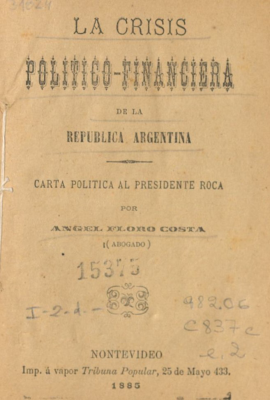 LA CRISIS
POLITICO-FINANCIERA
DE LA
REPUBLICA ARGENTINA
CARTA POLITICA AL PRESIDENTE ROCA
POR
ANGEL FLORO COSTA
(ABOGADO)
15375
I-2-d-
982.06
C837c
e.2
MONTEVIDEO
Imp. á vapor Tribuna Popular, 25 de Mayo 433.
1885